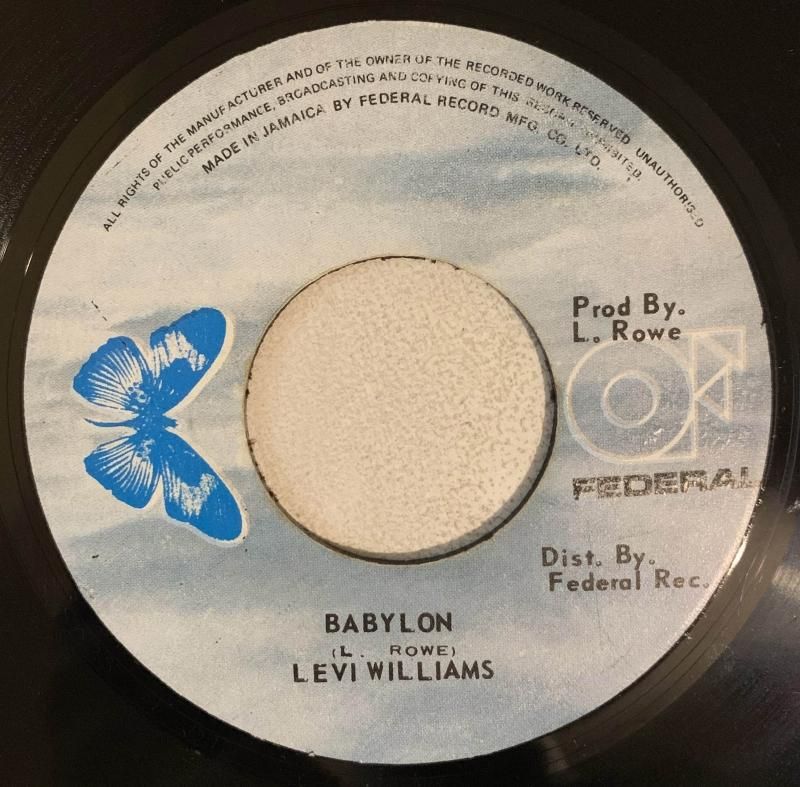 ALL RIGHTS OF THE MANUFACTURER AND OF THE OWNER OF THE RECORDED WORK RESERVED. UNAUTHORISED
PUBLIC PERFORMANCE, BROADCASTING AND COPYING OF THIS RECORD PROHIBITED.
MADE IN JAMAICA BY FEDERAL RECORD MFG. CO. LTD.
Prod By.
L. Rowe
FEDERAL
Dist. By.
Federal Rec.
BABYLON
(L. ROWE)
LEVI WILLIAMS